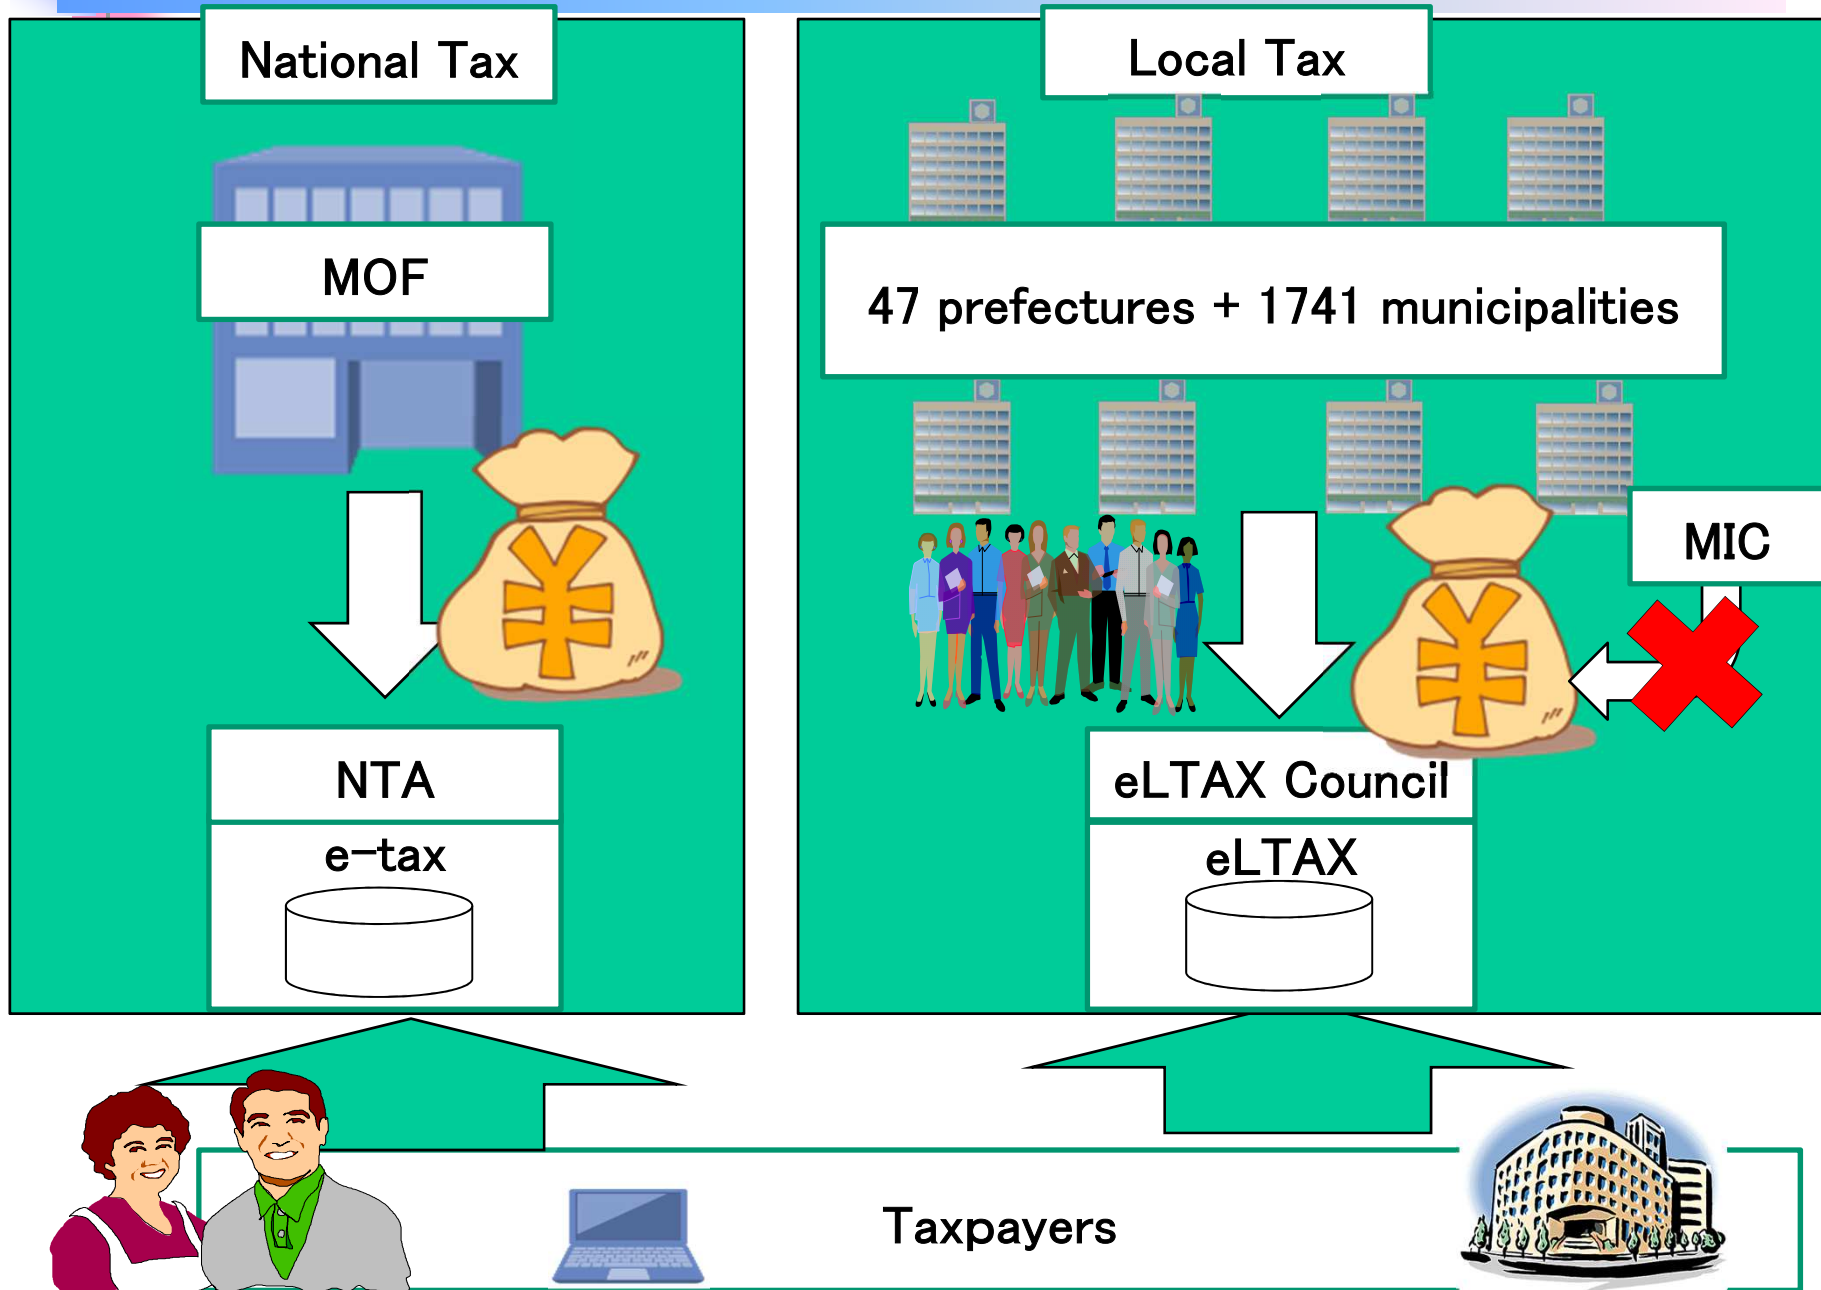 National Tax
MOF
NTA
e-tax
Local Tax
47 prefectures + 1741 municipalities
MIC
eLTAX Council
eLTAX
Taxpayers